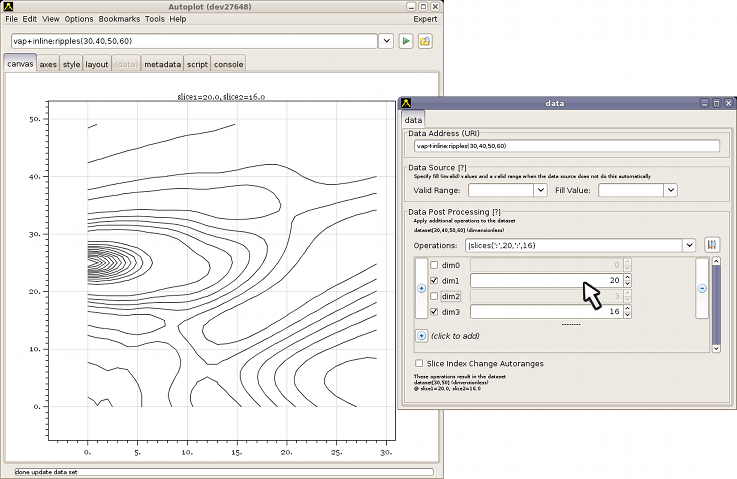 Autoplot (dev27648)
File Edit View Options Bookmarks Tools Help Expert
vap+inline:ripples(30,40,50,60)
canvas axes style layout (data) metadata script console
slice1=20.0, slice2=16.0
50.
40.
30.
20.
10.
0.
0. 5. 10. 15. 20. 25. 30.
done update data set
data
data
Data Address (URI)
vap+inline:ripples(30,40,50,60)
Data Source [?]
Specify fill (invalid) values and a valid range when the data source does not do this automatically
Valid Range: Fill Value:
Data Post Processing [?]
Apply additional operations to the dataset
dataset[30,40,50,60] (dimensionless)
Operations: |slices(':',20,':',16)
dim0 0
dim1 20
dim2 3
dim3 16
--------
(click to add)
Slice Index Change Autoranges
These operations result in the dataset
dataset[30,50] (dimensionless)
@ slice1=20.0, slice2=16.0